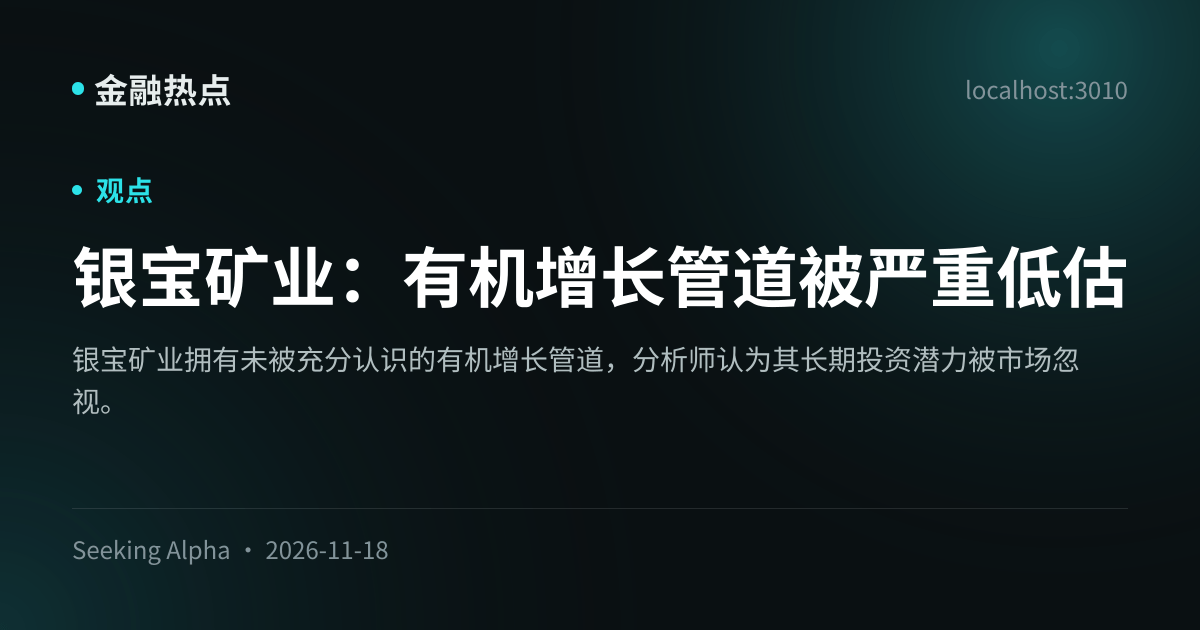 金融热点
localhost:3010
观点
银宝矿业：有机增长管道被严重低估
银宝矿业拥有未被充分认识的有机增长管道，分析师认为其长期投资潜力被市场忽
视。
Seeking Alpha · 2026-11-18